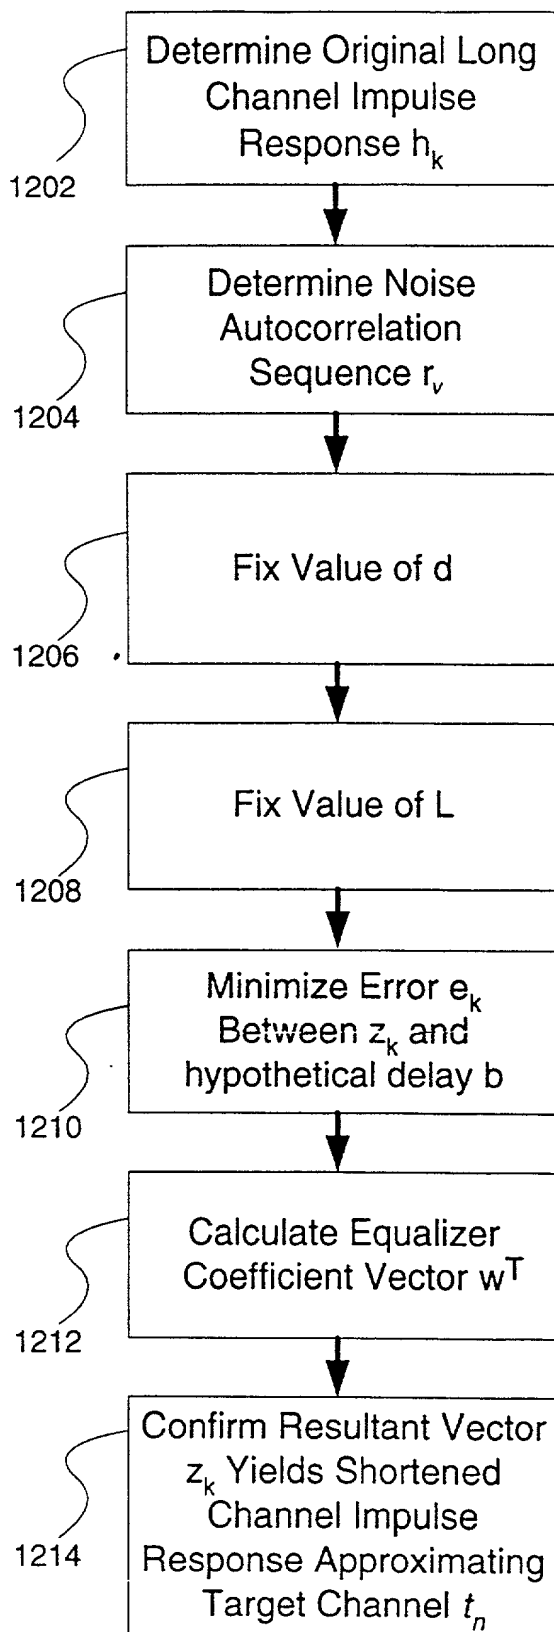 Determine Original Long
Channel Impulse
Response h_k
1202
Determine Noise
Autocorrelation
Sequence r_v
1204
Fix Value of d
1206
Fix Value of L
1208
Minimize Error e_k
Between z_k and
hypothetical delay b
1210
Calculate Equalizer
Coefficient Vector w^T
1212
Confirm Resultant Vector
z_k Yields Shortened
Channel Impulse
Response Approximating
Target Channel t_n
1214